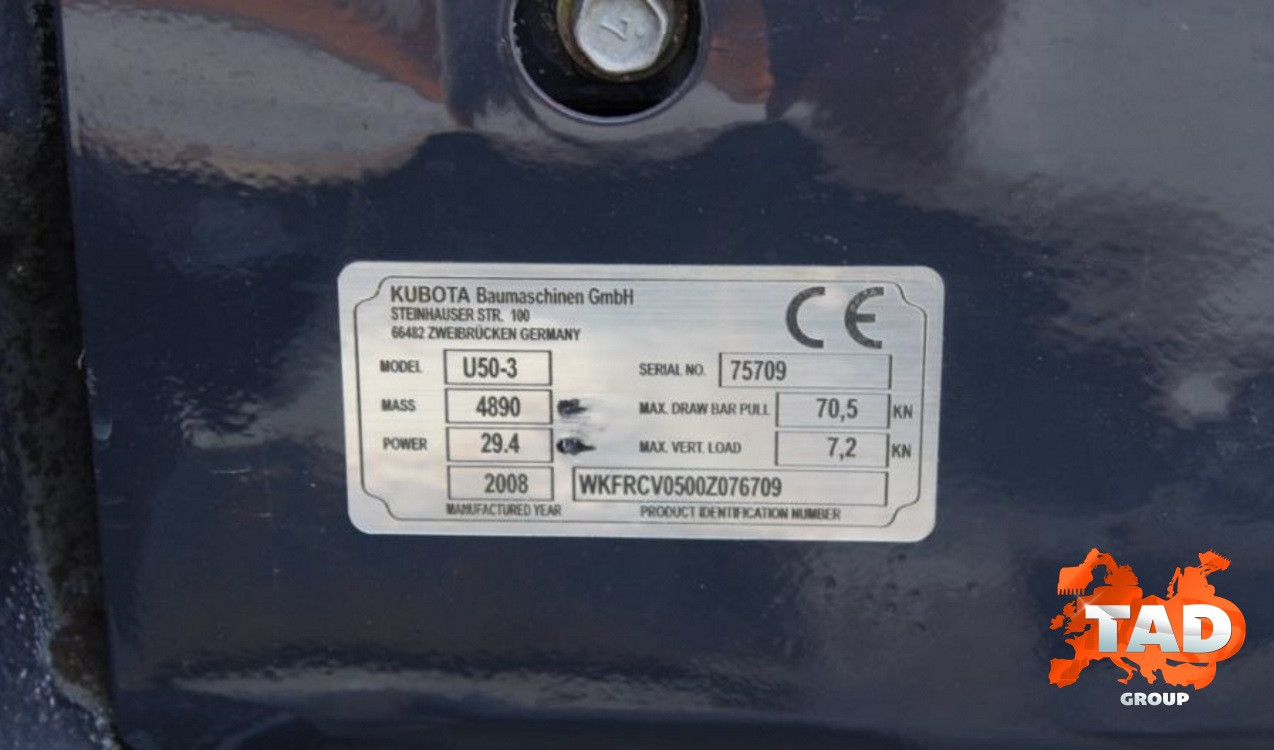 KUBOTA Baumaschinen GmbH
STEINHAUSER STR. 100
66482 ZWEIBRÜCKEN GERMANY
CE
MODEL U50-3 SERIAL NO. 75709
MASS 4890 MAX. DRAW BAR PULL 70,5 KN
POWER 29.4 MAX. VERT. LOAD 7,2 KN
2008 WKFRCV0500Z076709
MANUFACTURED YEAR PRODUCT IDENTIFICATION NUMBER
TAD
GROUP